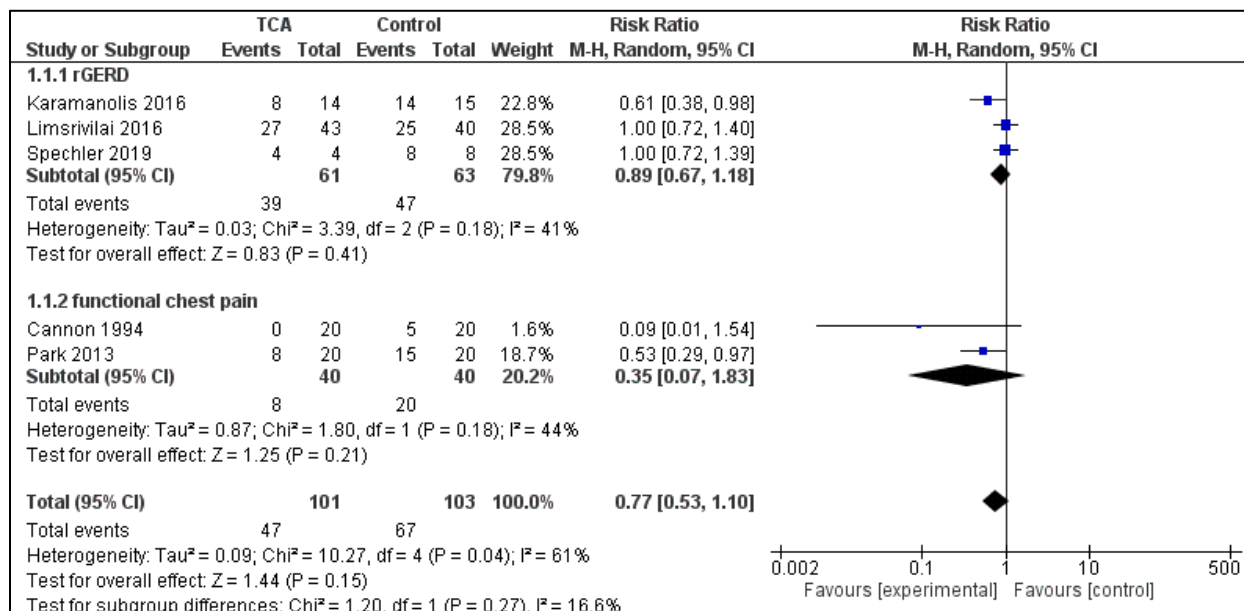 TCA Control Risk Ratio Risk Ratio
Study or Subgroup Events Total Events Total Weight M-H, Random, 95% CI M-H, Random, 95% CI
1.1.1 rGERD
Karamanolis 2016 8 14 14 15 22.8% 0.61 [0.38, 0.98]
Limsrivilai 2016 27 43 25 40 28.5% 1.00 [0.72, 1.40]
Spechler 2019 4 4 8 8 28.5% 1.00 [0.72, 1.39]
Subtotal (95% CI) 61 63 79.8% 0.89 [0.67, 1.18]
Total events 39 47
Heterogeneity: Tau² = 0.03; Chi² = 3.39, df = 2 (P = 0.18); I² = 41%
Test for overall effect: Z = 0.83 (P = 0.41)
1.1.2 functional chest pain
Cannon 1994 0 20 5 20 1.6% 0.09 [0.01, 1.54]
Park 2013 8 20 15 20 18.7% 0.53 [0.29, 0.97]
Subtotal (95% CI) 40 40 20.2% 0.35 [0.07, 1.83]
Total events 8 20
Heterogeneity: Tau² = 0.87; Chi² = 1.80, df = 1 (P = 0.18); I² = 44%
Test for overall effect: Z = 1.25 (P = 0.21)
Total (95% CI) 101 103 100.0% 0.77 [0.53, 1.10]
Total events 47 67
Heterogeneity: Tau² = 0.09; Chi² = 10.27, df = 4 (P = 0.04); I² = 61%
Test for overall effect: Z = 1.44 (P = 0.15)
Test for subgroup differences: Chi² = 1.20, df = 1 (P = 0.27), I² = 16.6%
0.002 0.1 1 10 500
Favours [experimental] Favours [control]